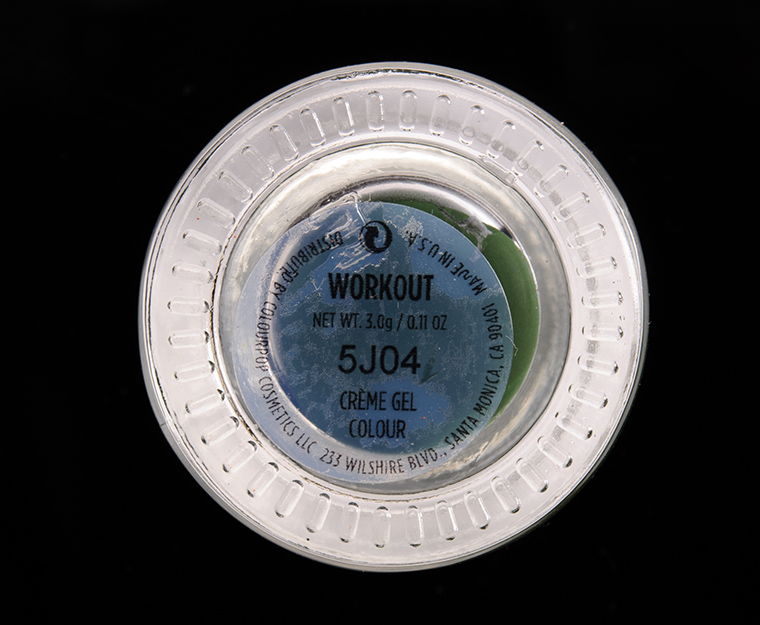 WORKOUT
NET WT. 3.0g / 0.11 OZ
5J04
CRÈME GEL
COLOUR
DISTRIBUTED BY COLOURPOP COSMETICS LLC 233 WILSHIRE BLVD., SANTA MONICA, CA 90401 MADE IN U.S.A.